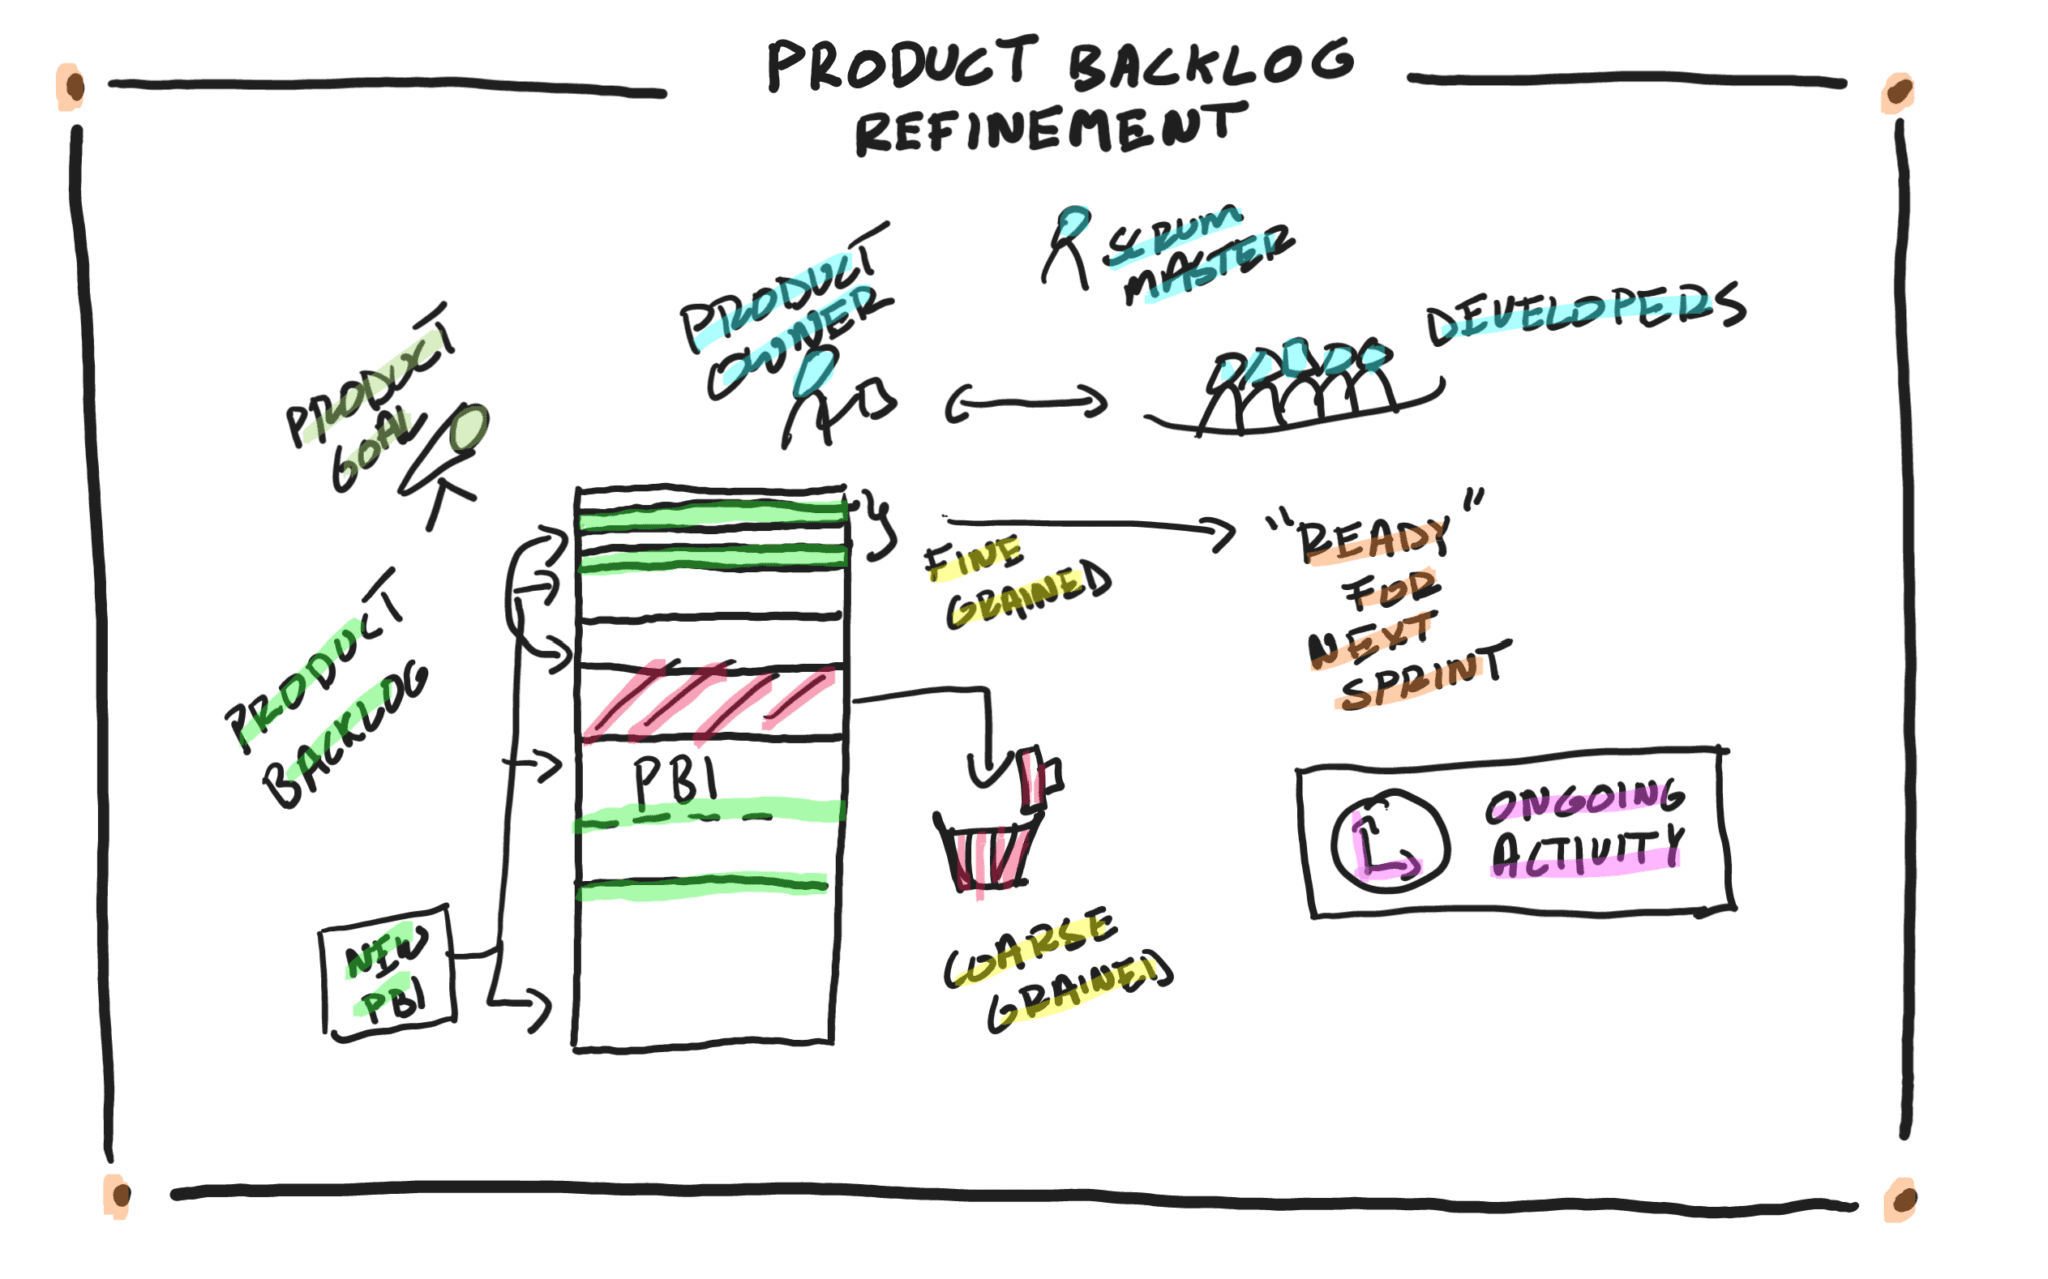 PRODUCT BACKLOG
REFINEMENT
SCRUM
MASTER
PRODUCT
OWNER
DEVELOPERS
PRODUCT
GOAL
"READY"
FOR
NEXT
SPRINT
FINE
GRAINED
PRODUCT
BACKLOG
PBI
ONGOING
ACTIVITY
NEW
PBI
COARSE
GRAINED